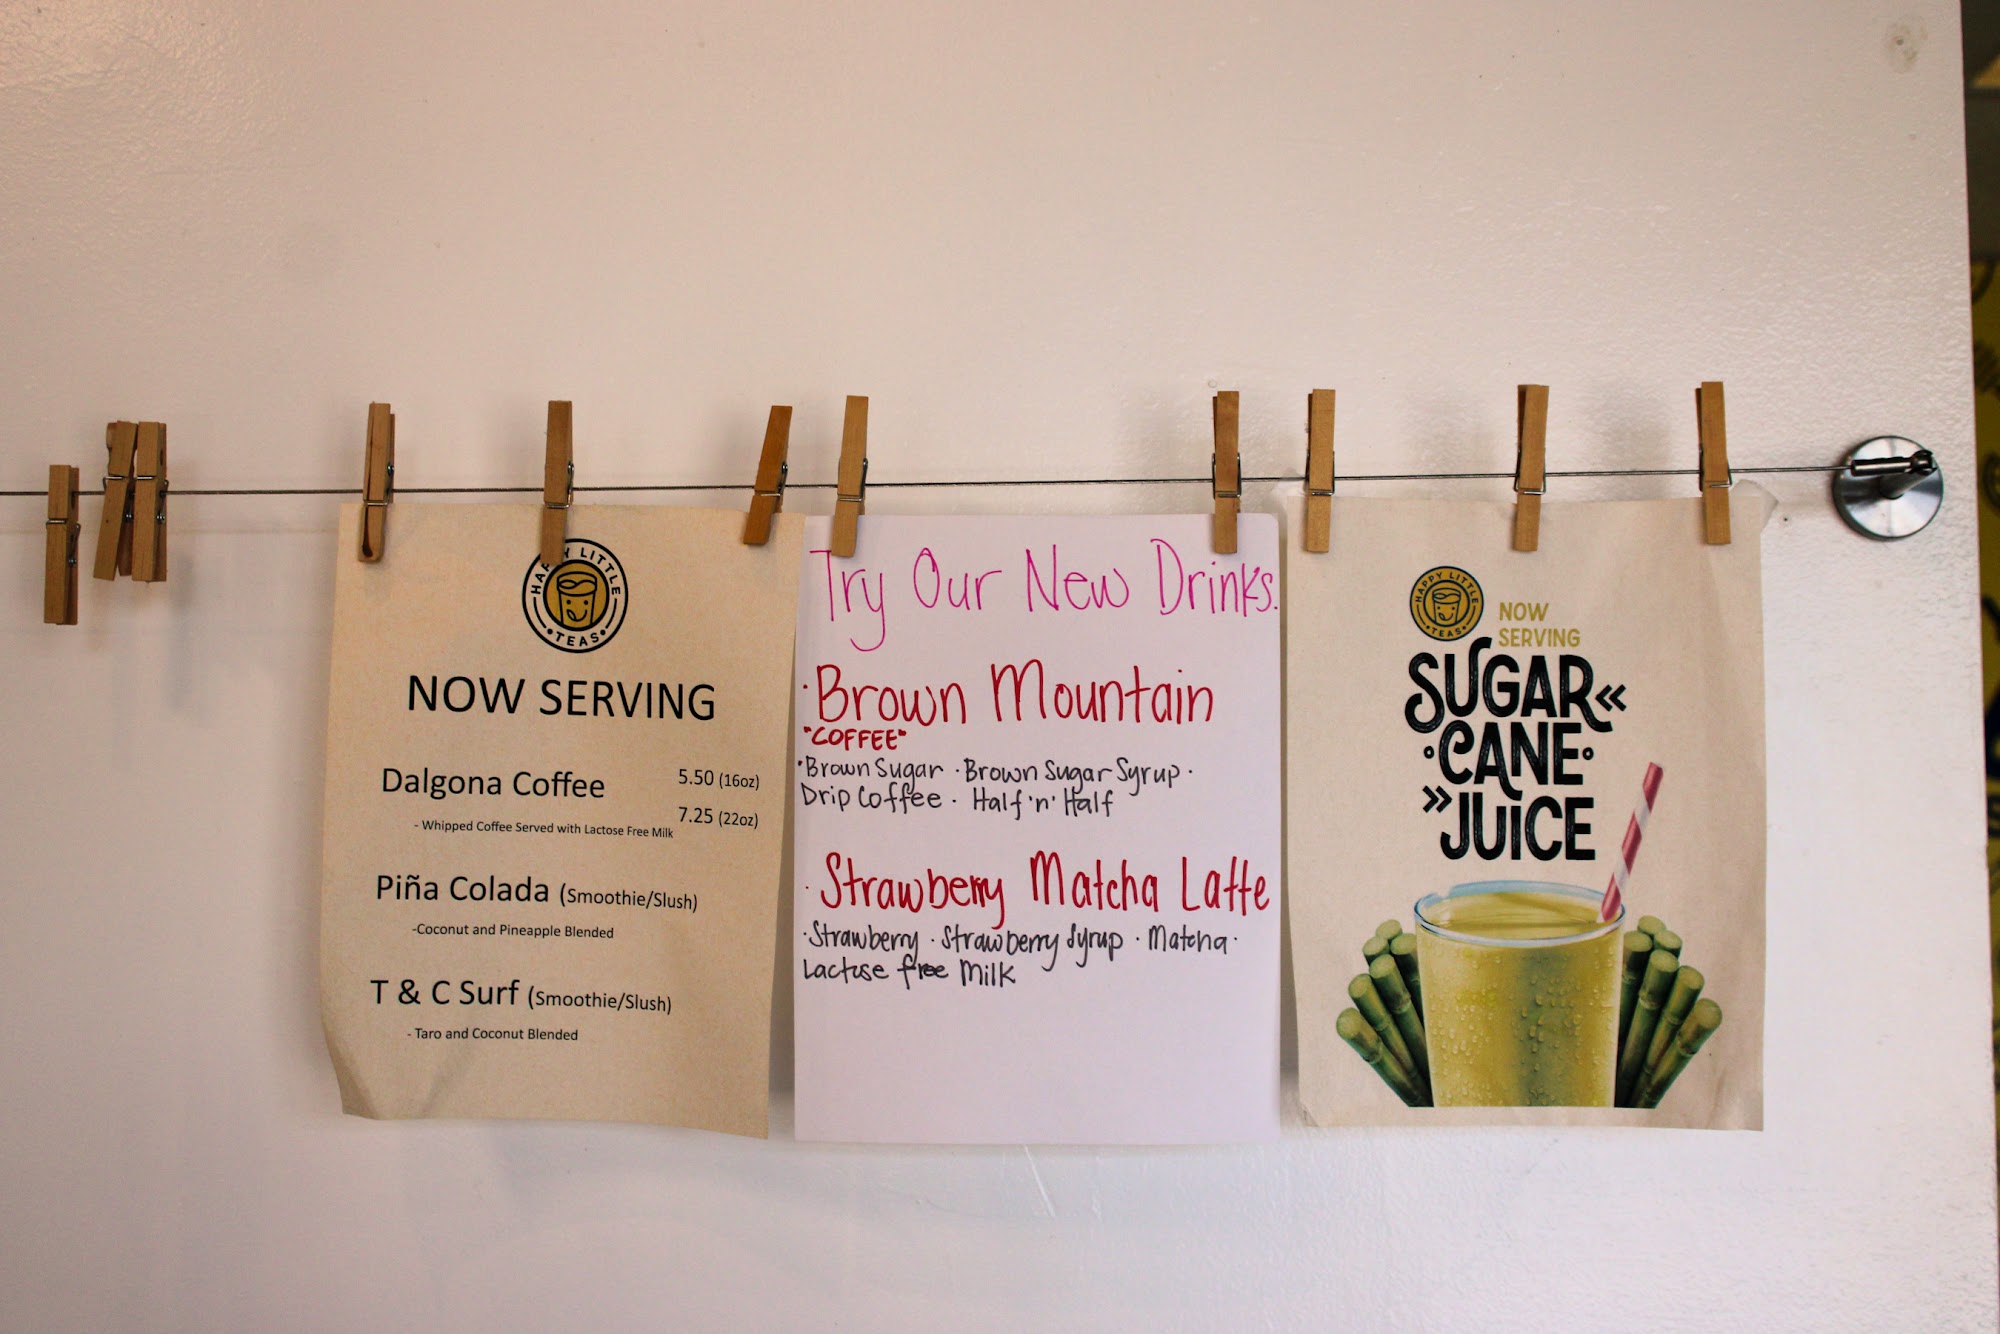 HAPPY LITTLE
TEAS
NOW SERVING
Dalgona Coffee 5.50 (16oz)
7.25 (22oz)
- Whipped Coffee Served with Lactose Free Milk
Piña Colada (Smoothie/Slush)
-Coconut and Pineapple Blended
T & C Surf (Smoothie/Slush)
- Taro and Coconut Blended
Try Our New Drinks.
· Brown Mountain
"COFFEE"
· Brown Sugar · Brown Sugar Syrup ·
Drip Coffee · Half 'n' Half
· Strawberry Matcha Latte
· Strawberry · Strawberry Syrup · Matcha ·
Lactose free Milk
HAPPY LITTLE
TEAS
NOW
SERVING
SUGAR
CANE
JUICE